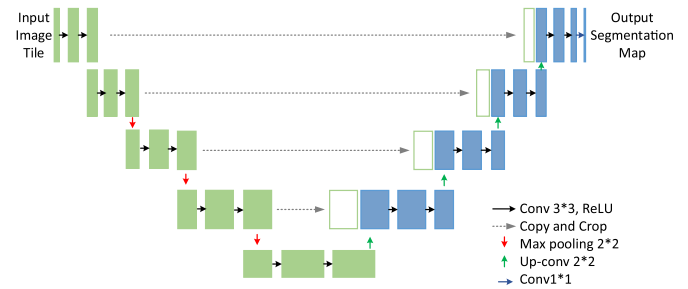 Input
Image
Tile
Output
Segmentation
Map
Conv 3*3, ReLU
Copy and Crop
Max pooling 2*2
Up-conv 2*2
Conv1*1